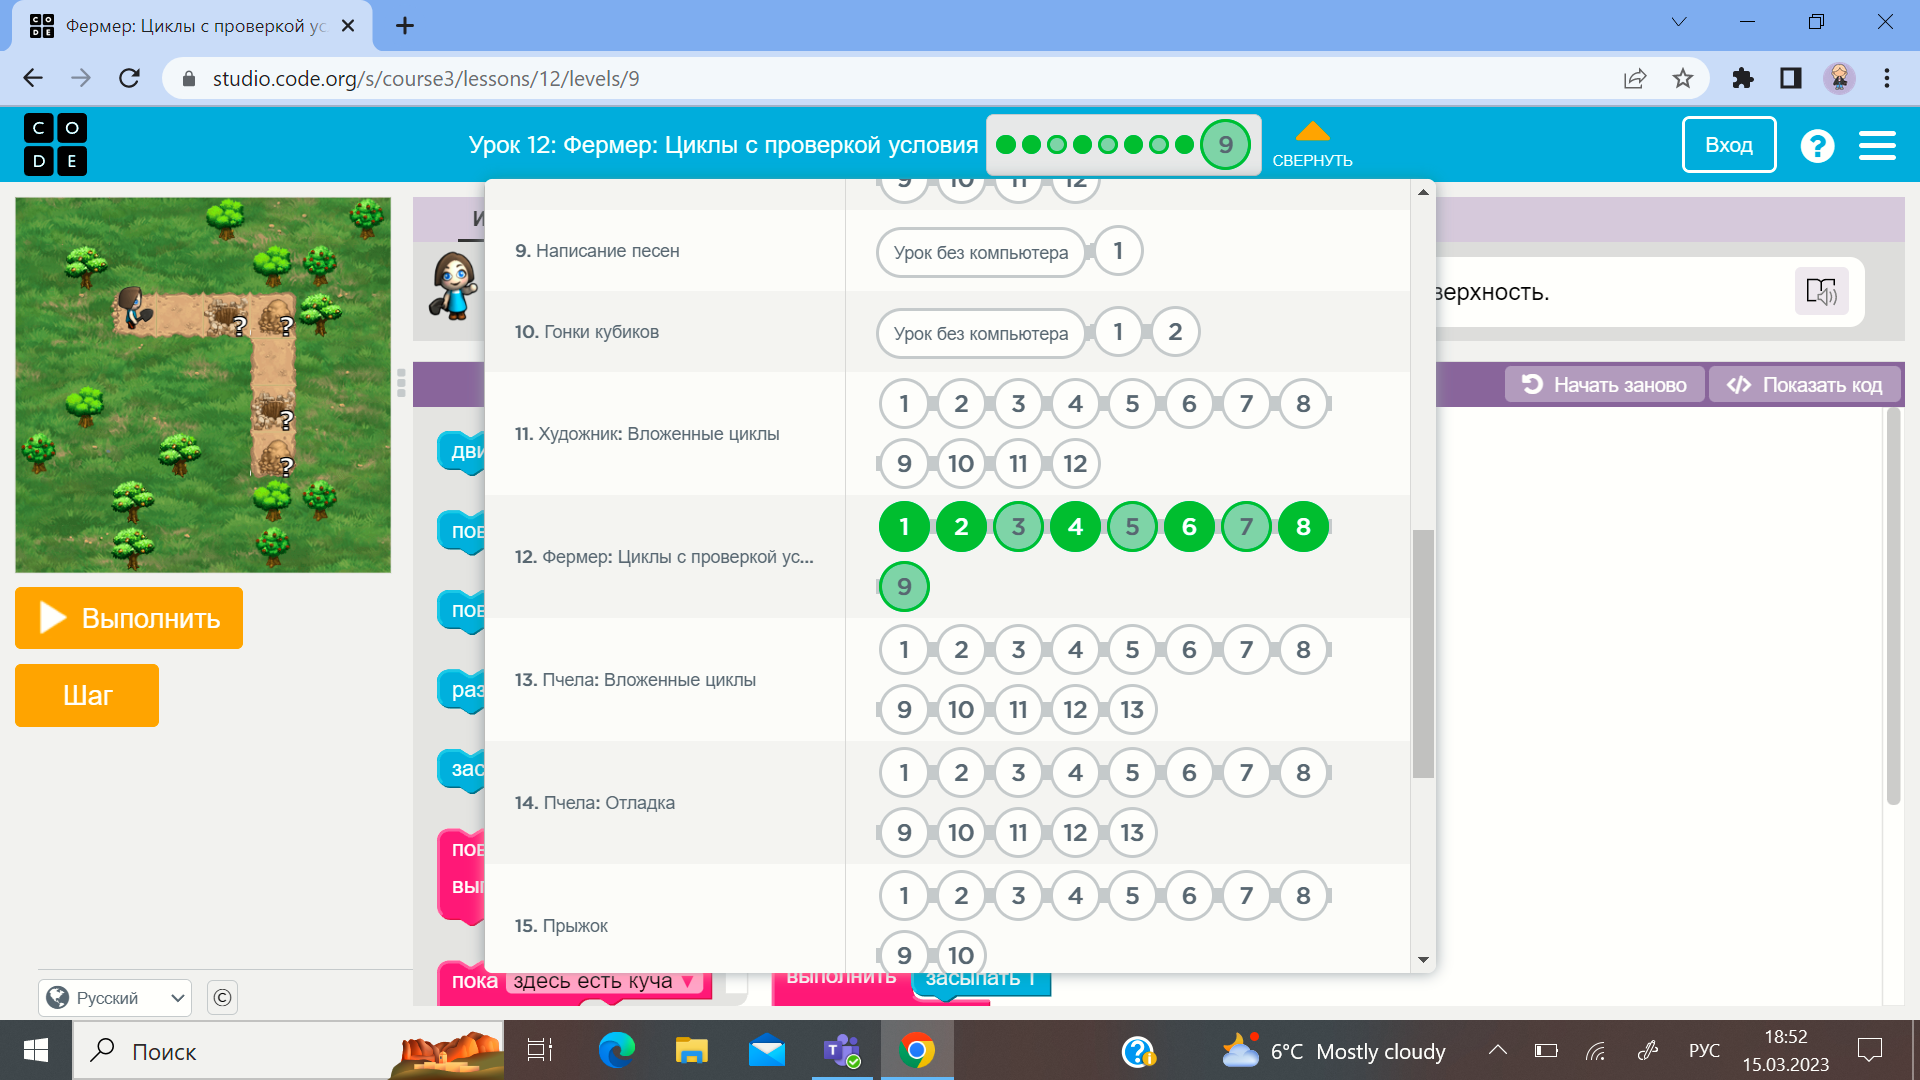 Фермер: Циклы с проверкой ус
studio.code.org/s/course3/lessons/12/levels/9
C O
D E
Урок 12: Фермер: Циклы с проверкой условия
9
СВЕРНУТЬ
Вход
?
9 10 11 12
9. Написание песен
Урок без компьютера 1
верхность.
10. Гонки кубиков
Урок без компьютера 1 2
Начать заново
Показать код
11. Художник: Вложенные циклы
1 2 3 4 5 6 7 8
9 10 11 12
12. Фермер: Циклы с проверкой ус...
1 2 3 4 5 6 7 8
9
13. Пчела: Вложенные циклы
1 2 3 4 5 6 7 8
9 10 11 12 13
14. Пчела: Отладка
1 2 3 4 5 6 7 8
9 10 11 12 13
15. Прыжок
1 2 3 4 5 6 7 8
9 10
? ?
?
?
Выполнить
Шаг
дви
пов
пов
раз
зас
пов
вып
пока здесь есть куча
выполнить засыпать 1
Русский
©
Поиск
6°C Mostly cloudy
РУС
18:52
15.03.2023